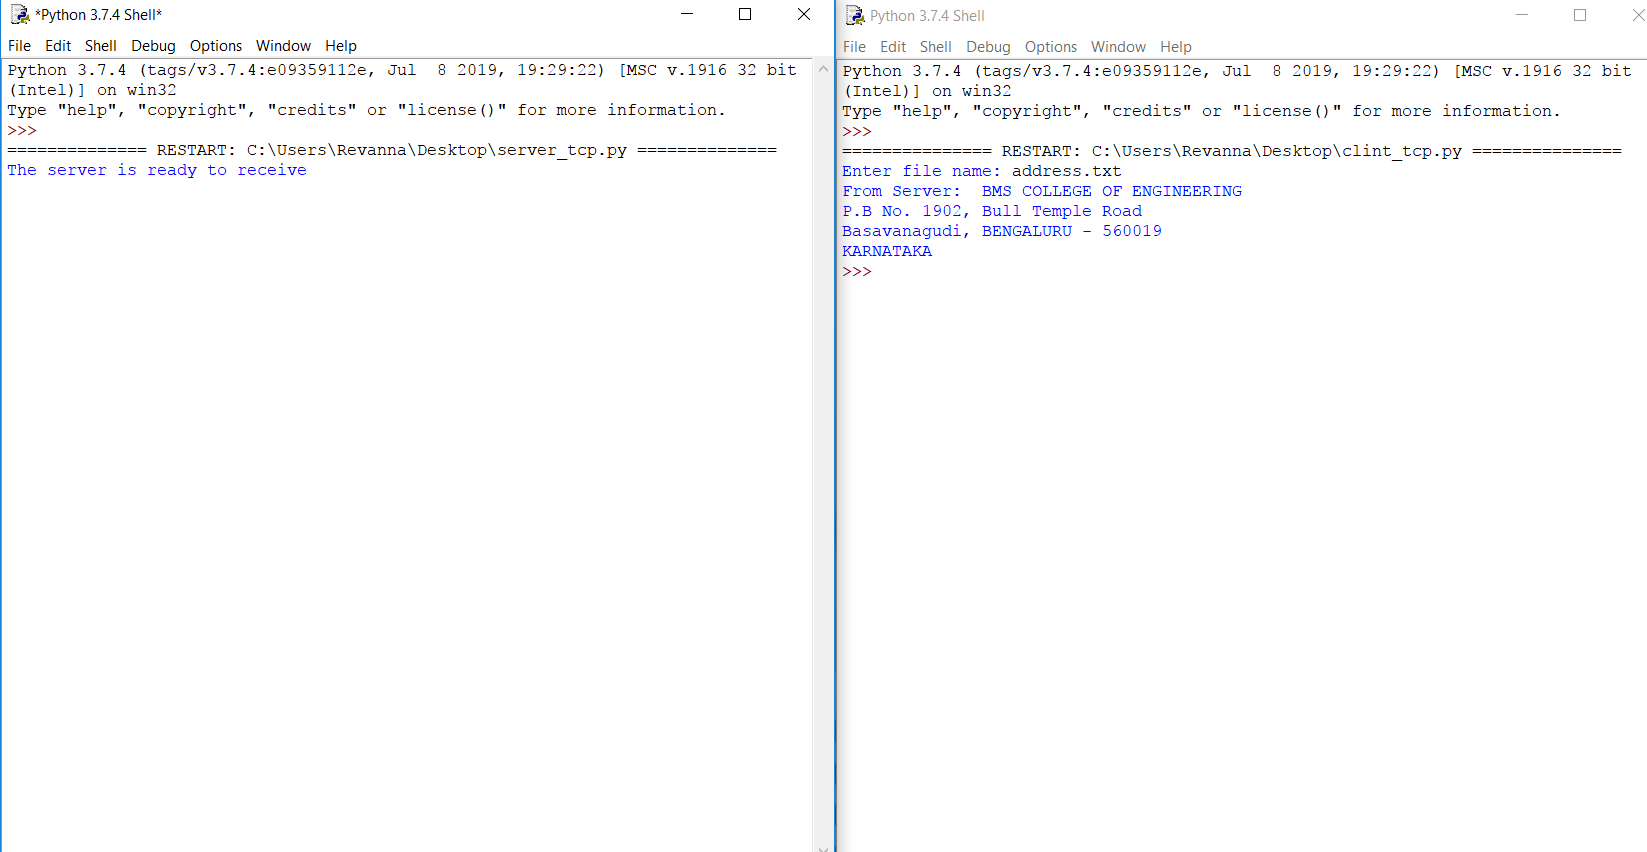 *Python 3.7.4 Shell*
File Edit Shell Debug Options Window Help
Python 3.7.4 (tags/v3.7.4:e09359112e, Jul  8 2019, 19:29:22) [MSC v.1916 32 bit
(Intel)] on win32
Type "help", "copyright", "credits" or "license()" for more information.
>>>
============== RESTART: C:\Users\Revanna\Desktop\server_tcp.py ==============
The server is ready to receive
Python 3.7.4 Shell
File Edit Shell Debug Options Window Help
Python 3.7.4 (tags/v3.7.4:e09359112e, Jul  8 2019, 19:29:22) [MSC v.1916 32 bit
(Intel)] on win32
Type "help", "copyright", "credits" or "license()" for more information.
>>>
=============== RESTART: C:\Users\Revanna\Desktop\clint_tcp.py ===============
Enter file name: address.txt
From Server:  BMS COLLEGE OF ENGINEERING
P.B No. 1902, Bull Temple Road
Basavanagudi, BENGALURU - 560019
KARNATAKA
>>>